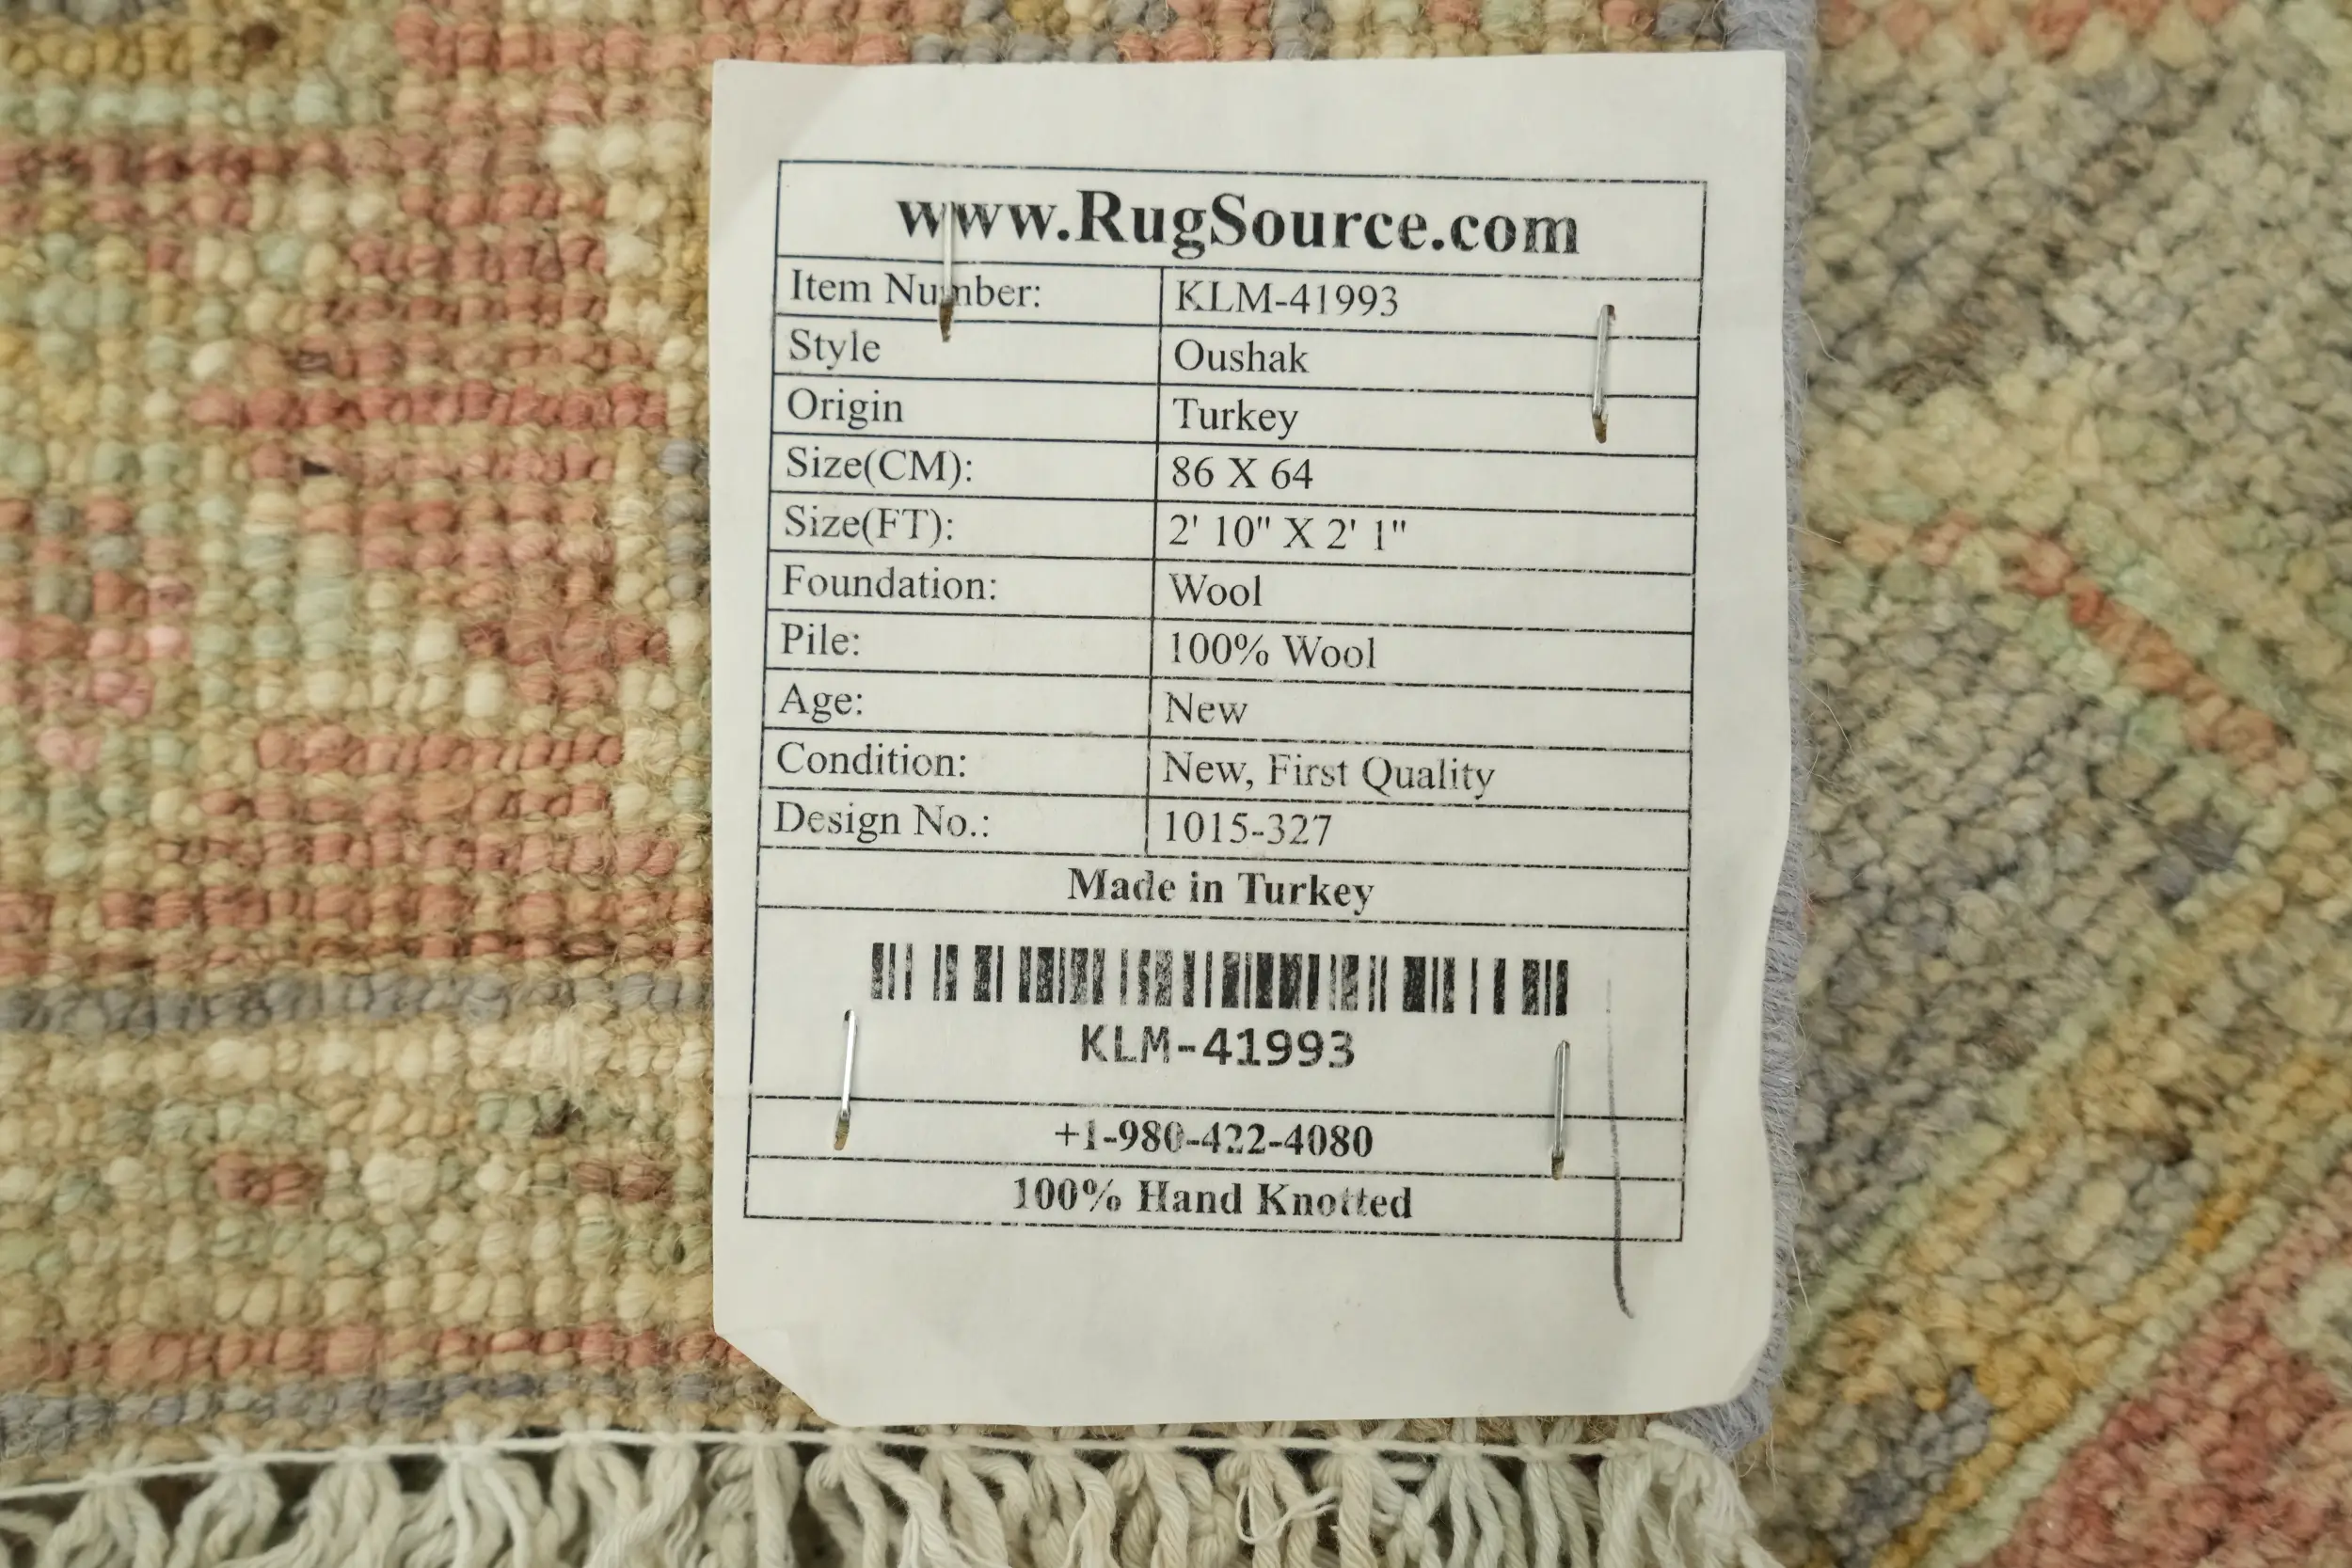 www.RugSource.com
Item Number: KLM-41993
Style Oushak
Origin Turkey
Size(CM): 86 X 64
Size(FT): 2' 10" X 2' 1"
Foundation: Wool
Pile: 100% Wool
Age: New
Condition: New, First Quality
Design No.: 1015-327
Made in Turkey
KLM-41993
+1-980-422-4080
100% Hand Knotted